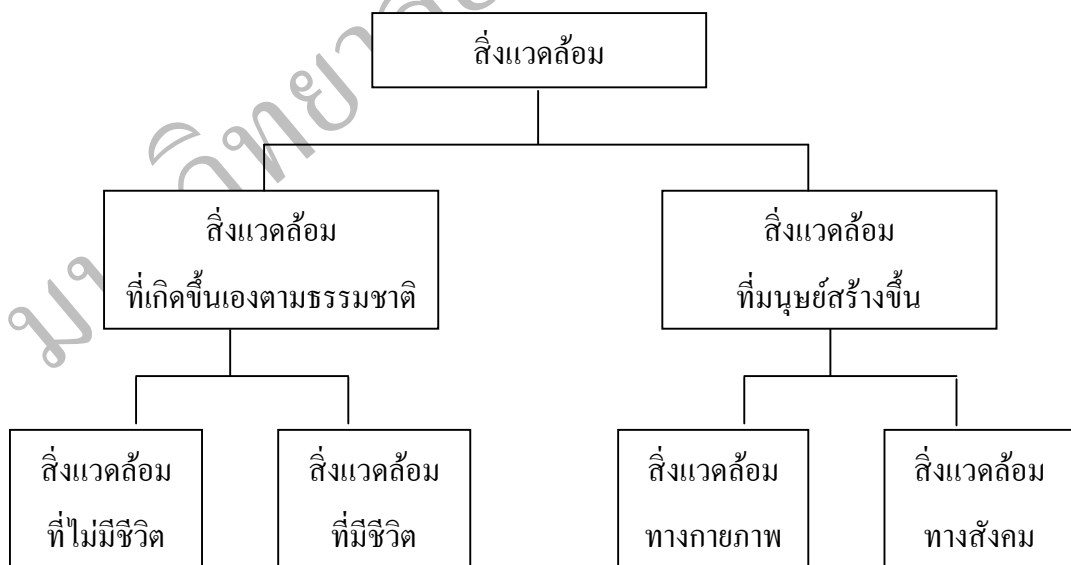 สิ่งแวดล้อม
สิ่งแวดล้อม
ที่เกิดขึ้นเองตามธรรมชาติ
สิ่งแวดล้อม
ที่มนุษย์สร้างขึ้น
สิ่งแวดล้อม
ที่ไม่มีชีวิต
สิ่งแวดล้อม
ที่มีชีวิต
สิ่งแวดล้อม
ทางกายภาพ
สิ่งแวดล้อม
ทางสังคม